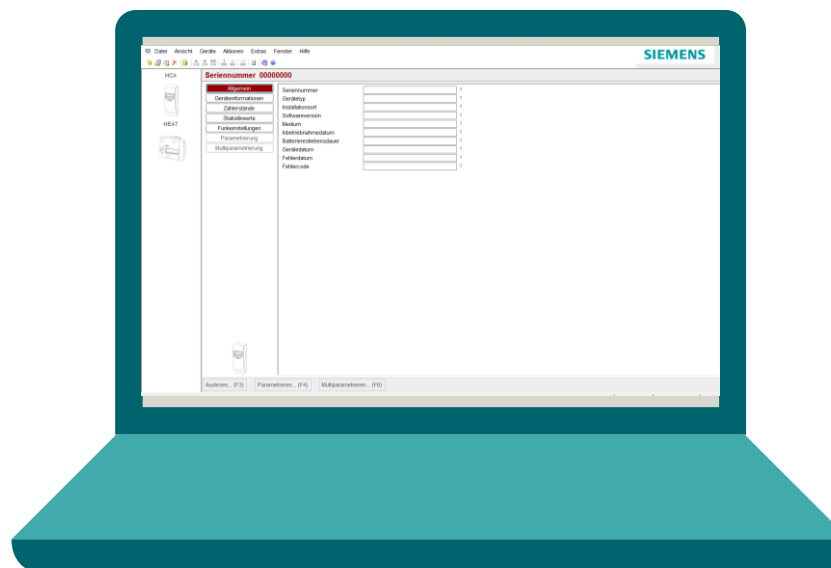 Datei Ansicht Geräte Aktionen Extras Fenster Hilfe
SIEMENS
HCA
HEAT
Seriennummer 00000000
Allgemein
Geräteinformationen
Zählerstände
Statistikwerte
Funkeinstellungen
Parametrierung
Multiparametrierung
Seriennummer ?
Gerätetyp ?
Installationsort ?
Softwareversion ?
Medium ?
Inbetriebnahmedatum ?
Batterierestlebensdauer ?
Gerätedatum ?
Fehlerdatum ?
Fehlercode ?
Auslesen... (F3) Parametrieren... (F4) Multiparametrieren... (F6)